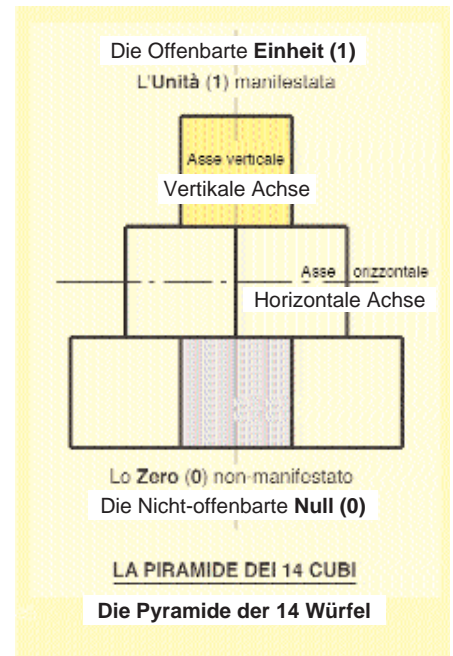 Die Offenbarte Einheit (1)
L'Unità (1) manifestata
Asse verticale
Vertikale Achse
Asse orizzontale
Horizontale Achse
Lo Zero (0) non-manifestato
Die Nicht-offenbarte Null (0)
LA PIRAMIDE DEI 14 CUBI
Die Pyramide der 14 Würfel